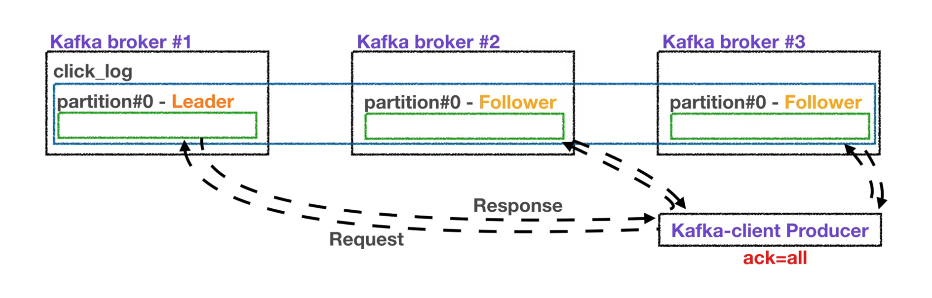 Kafka broker #1
Kafka broker #2
Kafka broker #3
click_log
partition#0 - Leader
partition#0 - Follower
partition#0 - Follower
Response
Request
Kafka-client Producer
ack=all